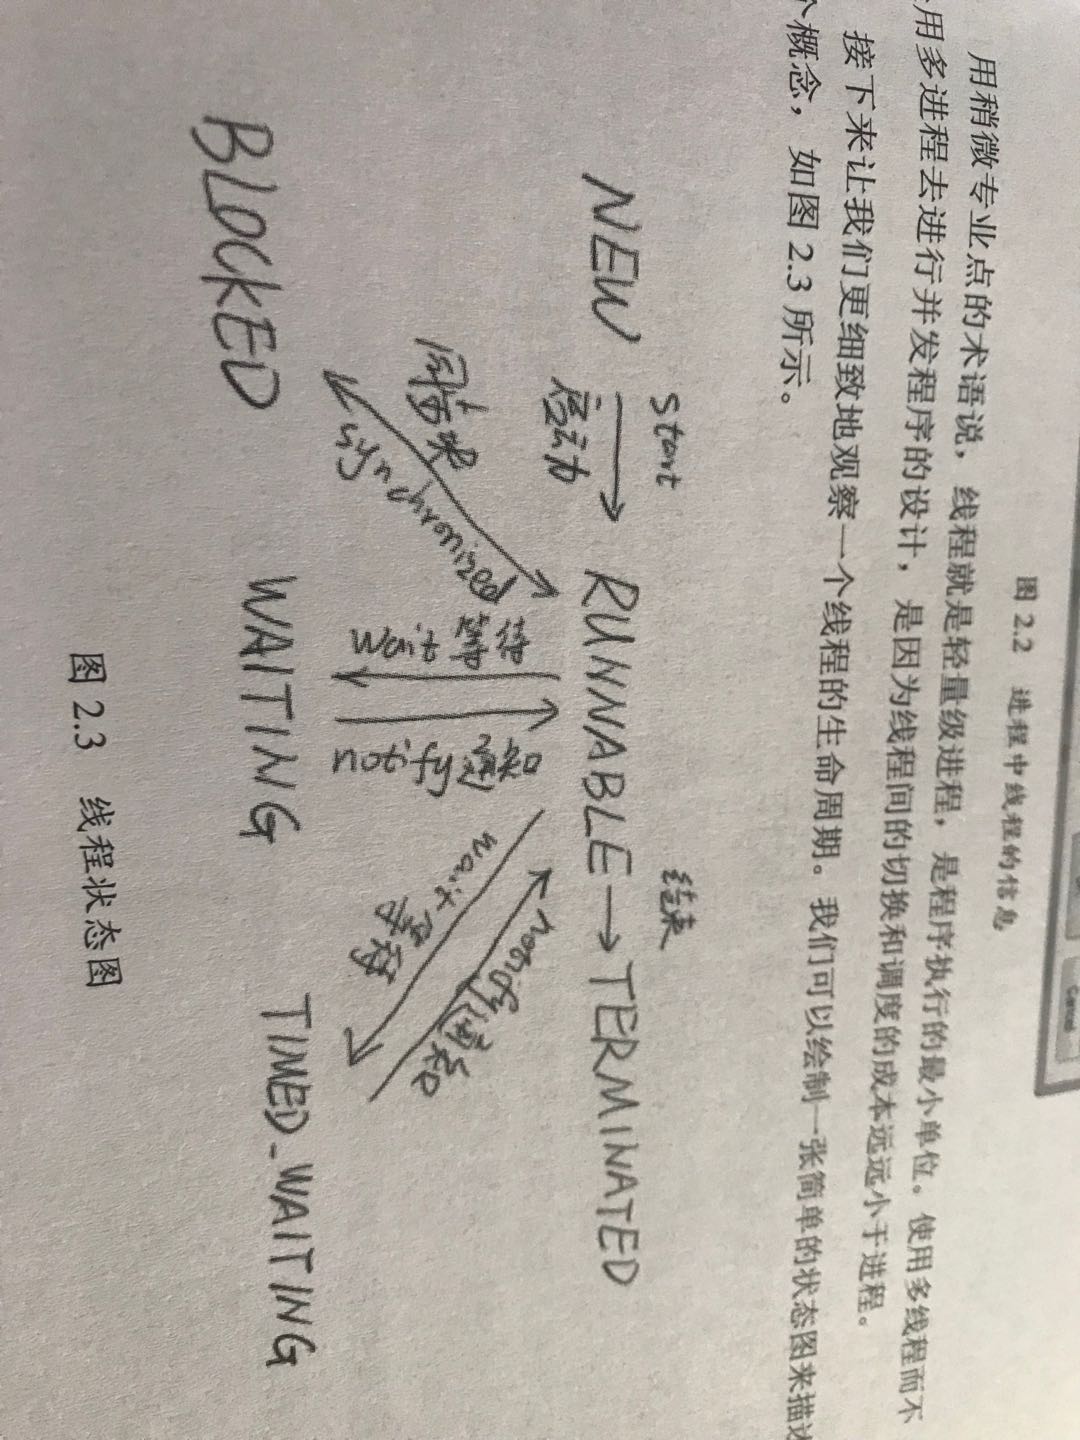 图 2.2 进程中线程的信息
用稍微专业点的术语说，线程就是轻量级进程，是程序执行的最小单位。使用多线程而不
用多进程去进行并发程序的设计，是因为线程间的切换和调度的成本远远小于进程。
接下来让我们更细致地观察一个线程的生命周期。我们可以绘制一张简单的状态图来描述
个概念，如图 2.3 所示。
start 结束
NEW RUNNABLE TERMINATED
启动
同步块 synchronized
wait 等待
notify 通知
wait 等待
notify 通知
BLOCKED WAITING TIMED_WAITING
图 2.3 线程状态图